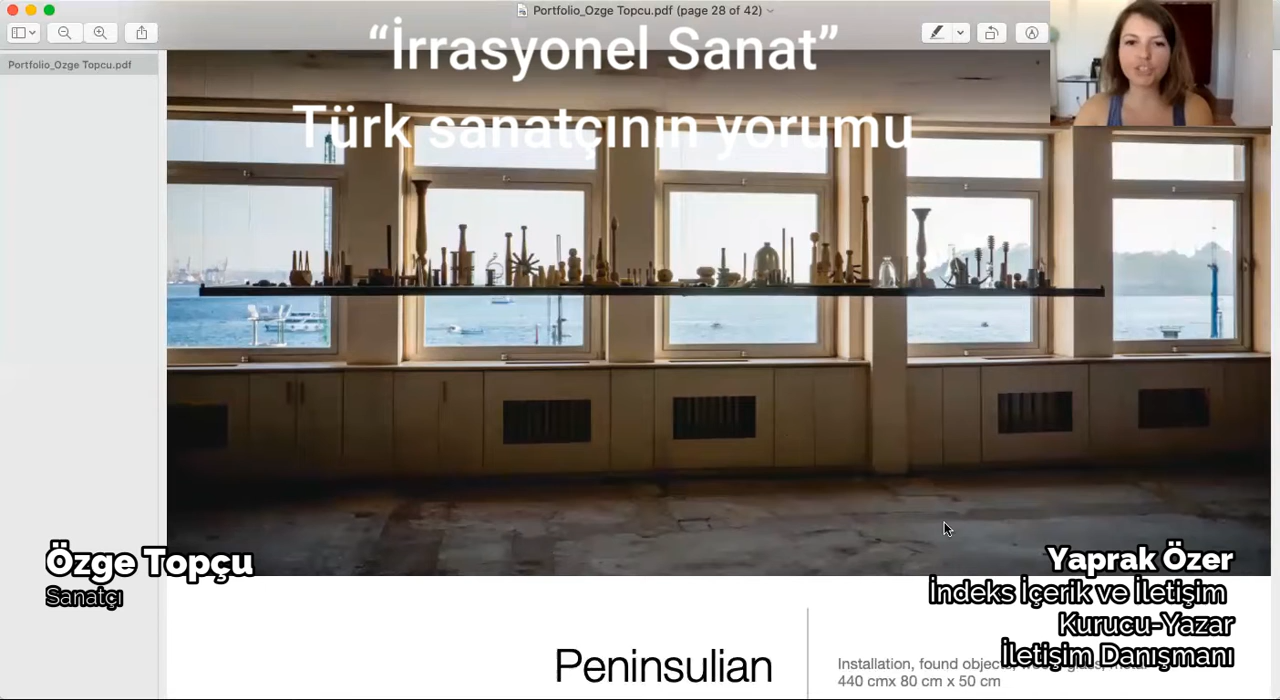 Portfolio_Ozge Topcu.pdf (page 28 of 42)
Portfolio_Ozge Topcu.pdf
“İrrasyonel Sanat”
Türk sanatçının yorumu
Özge Topçu
Sanatçı
Yaprak Özer
İndeks İçerik ve İletişim
Kurucu-Yazar
İletişim Danışmanı
Peninsulian
Installation, found objects,
440 cmx 80 cm x 50 cm